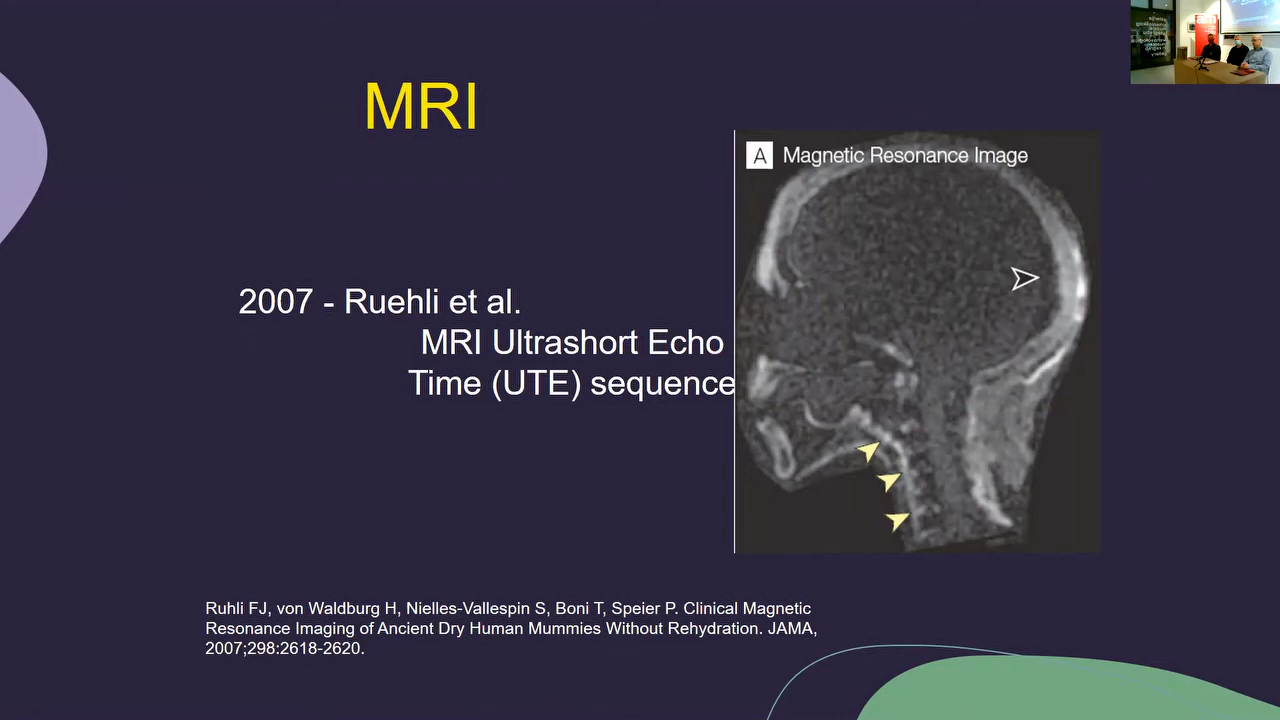 MRI
A Magnetic Resonance Image
2007 - Ruehli et al.
MRI Ultrashort Echo
Time (UTE) sequence
Ruhli FJ, von Waldburg H, Nielles-Vallespin S, Boni T, Speier P. Clinical Magnetic
Resonance Imaging of Ancient Dry Human Mummies Without Rehydration. JAMA,
2007;298:2618-2620.